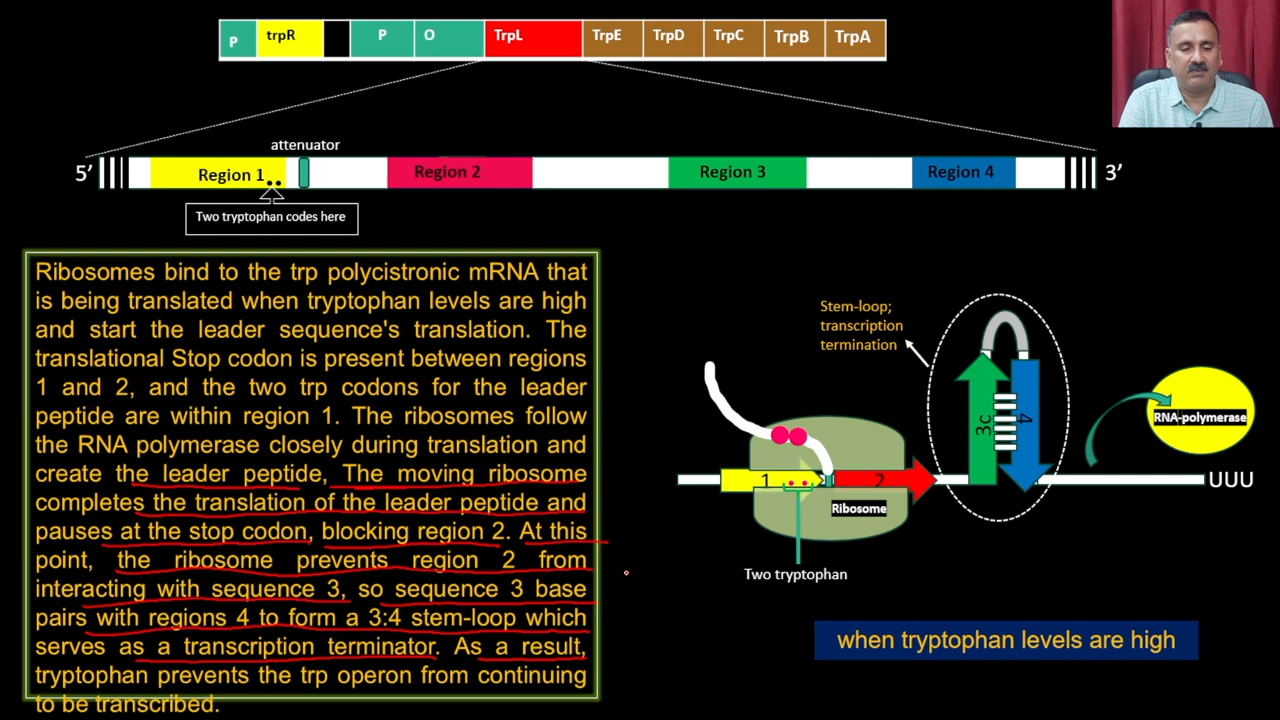 P trpR P O TrpL TrpE TrpD TrpC TrpB TrpA
attenuator
5’ Region 1 Region 2 Region 3 Region 4 3’
Two tryptophan codes here
Ribosomes bind to the trp polycistronic mRNA that
is being translated when tryptophan levels are high
and start the leader sequence's translation. The
translational Stop codon is present between regions
1 and 2, and the two trp codons for the leader
peptide are within region 1. The ribosomes follow
the RNA polymerase closely during translation and
create the leader peptide, The moving ribosome
completes the translation of the leader peptide and
pauses at the stop codon, blocking region 2. At this
point, the ribosome prevents region 2 from
interacting with sequence 3, so sequence 3 base
pairs with regions 4 to form a 3:4 stem-loop which
serves as a transcription terminator. As a result,
tryptophan prevents the trp operon from continuing
to be transcribed.
Stem-loop;
transcription
termination
RNA-polymerase
3c 4
1 2 UUU
Ribosome
Two tryptophan
when tryptophan levels are high